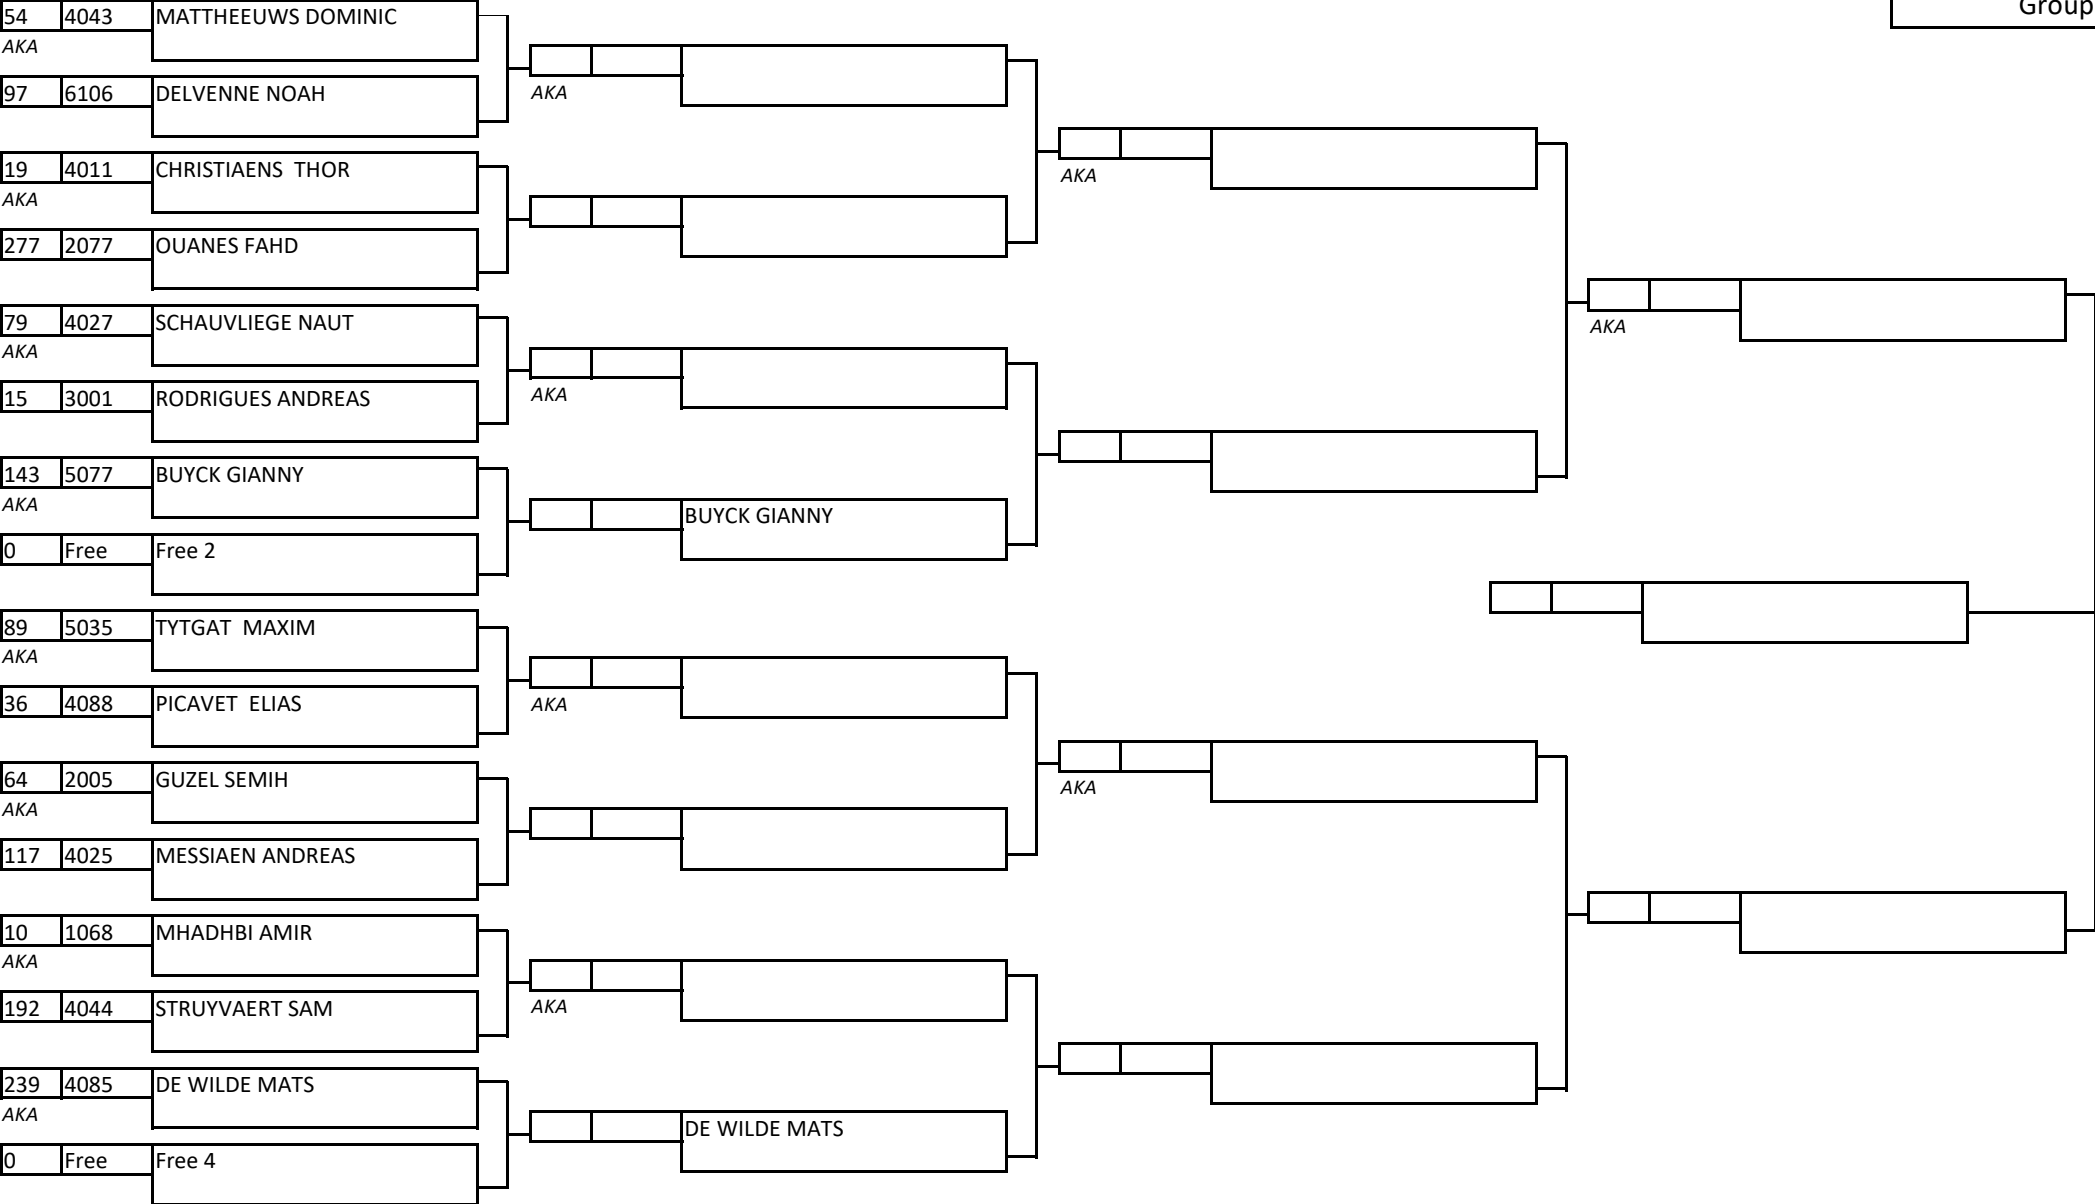 Group
54 4043 MATTHEEUWS DOMINIC
AKA
97 6106 DELVENNE NOAH
AKA
19 4011 CHRISTIAENS  THOR
AKA
AKA
277 2077 OUANES FAHD
79 4027 SCHAUVLIEGE NAUT
AKA
AKA
15 3001 RODRIGUES ANDREAS
AKA
143 5077 BUYCK GIANNY
AKA
BUYCK GIANNY
0 Free Free 2
89 5035 TYTGAT  MAXIM
AKA
36 4088 PICAVET  ELIAS
AKA
64 2005 GUZEL SEMIH
AKA
AKA
117 4025 MESSIAEN ANDREAS
10 1068 MHADHBI AMIR
AKA
192 4044 STRUYVAERT SAM
AKA
239 4085 DE WILDE MATS
AKA
DE WILDE MATS
0 Free Free 4